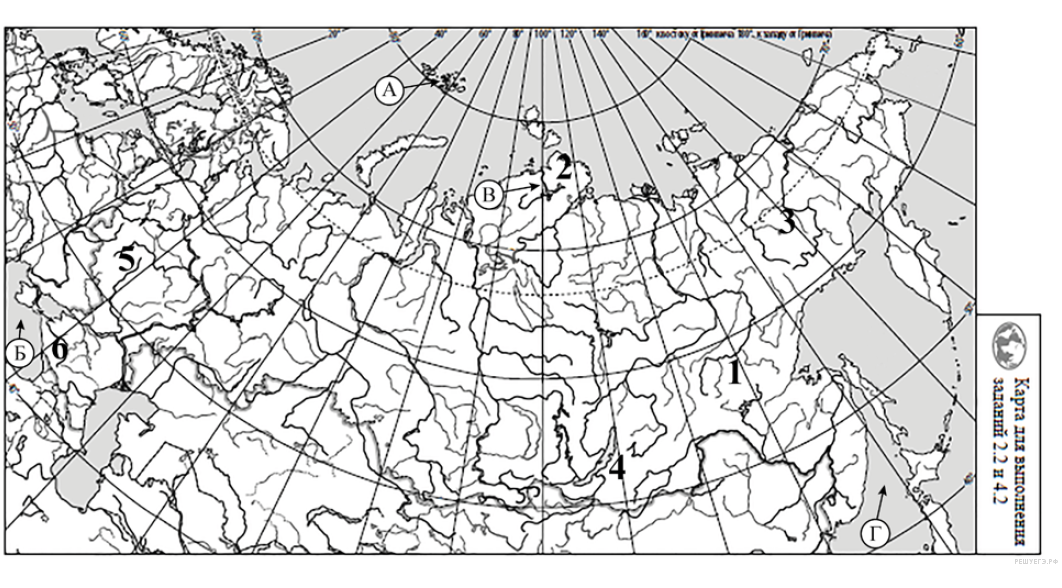 20° 40° 60° 80° 100° 120° 140° 160° к востоку от Гринвича 180° к западу от Гринвича
А
2
В
3
5
Б
6
1
4
Г
Карта для выполнения
заданий 2.2 и 4.2
РЕШУЕГЭ.РФ